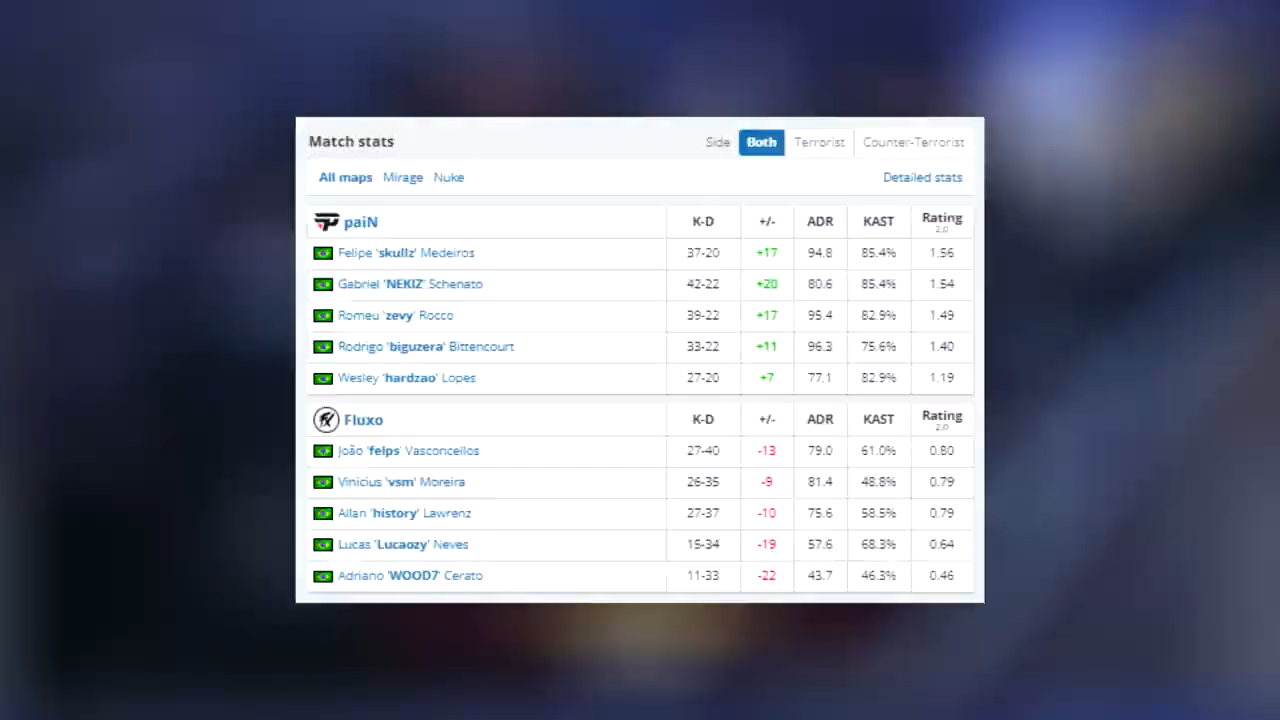 Match stats Side Both Terrorist Counter-Terrorist
All maps Mirage Nuke Detailed stats
paiN K-D +/- ADR KAST Rating 2.0
Felipe 'skullz' Medeiros 37-20 +17 94.8 85.4% 1.56
Gabriel 'NEKIZ' Schenato 42-22 +20 80.6 85.4% 1.54
Romeu 'zevy' Rocco 39-22 +17 95.4 82.9% 1.49
Rodrigo 'biguzera' Bittencourt 33-22 +11 96.3 75.6% 1.40
Wesley 'hardzao' Lopes 27-20 +7 77.1 82.9% 1.19
Fluxo K-D +/- ADR KAST Rating 2.0
João 'felps' Vasconcellos 27-40 -13 79.0 61.0% 0.80
Vinicius 'vsm' Moreira 26-35 -9 81.4 48.8% 0.79
Allan 'history' Lawrenz 27-37 -10 75.6 58.5% 0.79
Lucas 'Lucaozy' Neves 15-34 -19 57.6 68.3% 0.64
Adriano 'WOOD7' Cerato 11-33 -22 43.7 46.3% 0.46